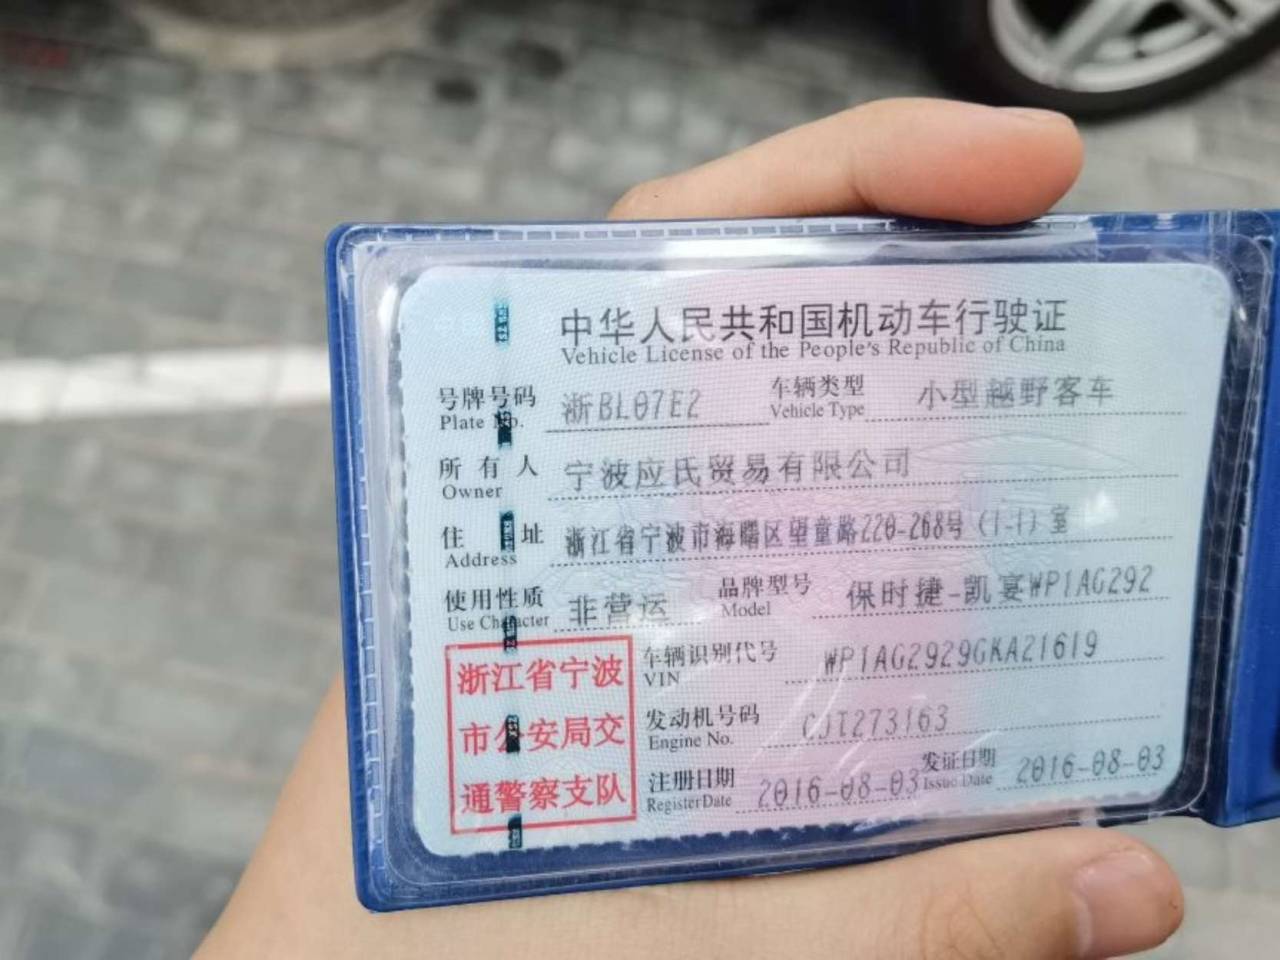 中华人民共和国机动车行驶证
Vehicle License of the People's Republic of China
号牌号码 浙BL07E2 车辆类型 小型越野客车
Plate No. Vehicle Type
所有人 宁波应氏贸易有限公司
Owner
住址 浙江省宁波市海曙区望童路220-268号（1-1）室
Address
使用性质 非营运 品牌型号 保时捷-凯宴WP1AG292
Use Character Model
浙江省宁波
市公安局交
通警察支队
车辆识别代号 WP1AG2929GKA21619
VIN
发动机号码 CJT273163
Engine No.
注册日期 2016-08-03 发证日期 2016-08-03
Register Date Issue Date